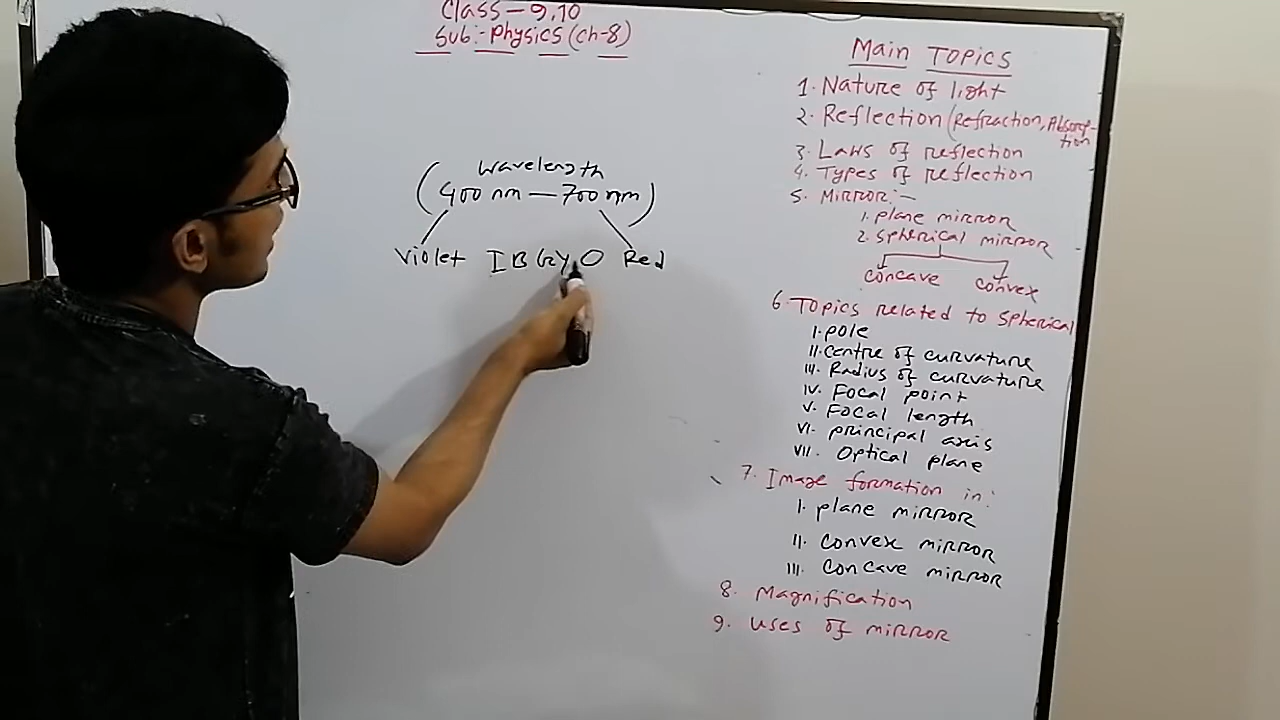 Class - 9,10
Sub:- Physics (ch-8)
Wavelength
(400 nm — 700 nm)
Violet I B G Y O Red
Main Topics
1. Nature of light
2. Reflection (Refraction, Absorp-
tion
3. Laws of reflection
4. Types of reflection
5. Mirror:-
1. plane mirror
2. spherical mirror
concave convex
6. Topics related to spherical
I. pole
II. Centre of curvature
III. Radius of curvature
IV. Focal point
V. Focal length
VI. principal axis
VII. Optical plane
7. Image formation in:
I. plane mirror
II. convex mirror
III. concave mirror
8. Magnification
9. Uses of mirror